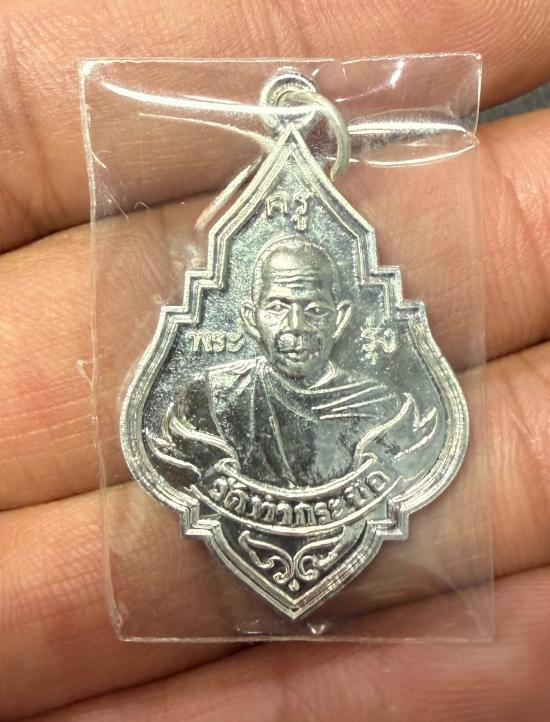 ครู
พระ รุ่ง
วัดท่ากระบือ